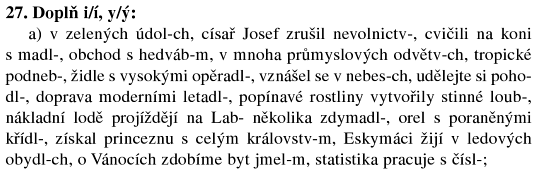 27. Doplň i/í, y/ý:
a) v zelených údol-ch, císař Josef zrušil nevolnictv-, cvičili na koni
s madl-, obchod s hedváb-m, v mnoha průmyslových odvětv-ch, tropické
podneb-, židle s vysokými opěradl-, vznášel se v nebes-ch, udělejte si poho-
dl-, doprava moderními letadl-, popínavé rostliny vytvořily stinné loub-,
nákladní lodě projíždějí na Lab- několika zdymadl-, orel s poraněnými
křídl-, získal princeznu s celým královstv-m, Eskymáci žijí v ledových
obydl-ch, o Vánocích zdobíme byt jmel-m, statistika pracuje s čísl-;